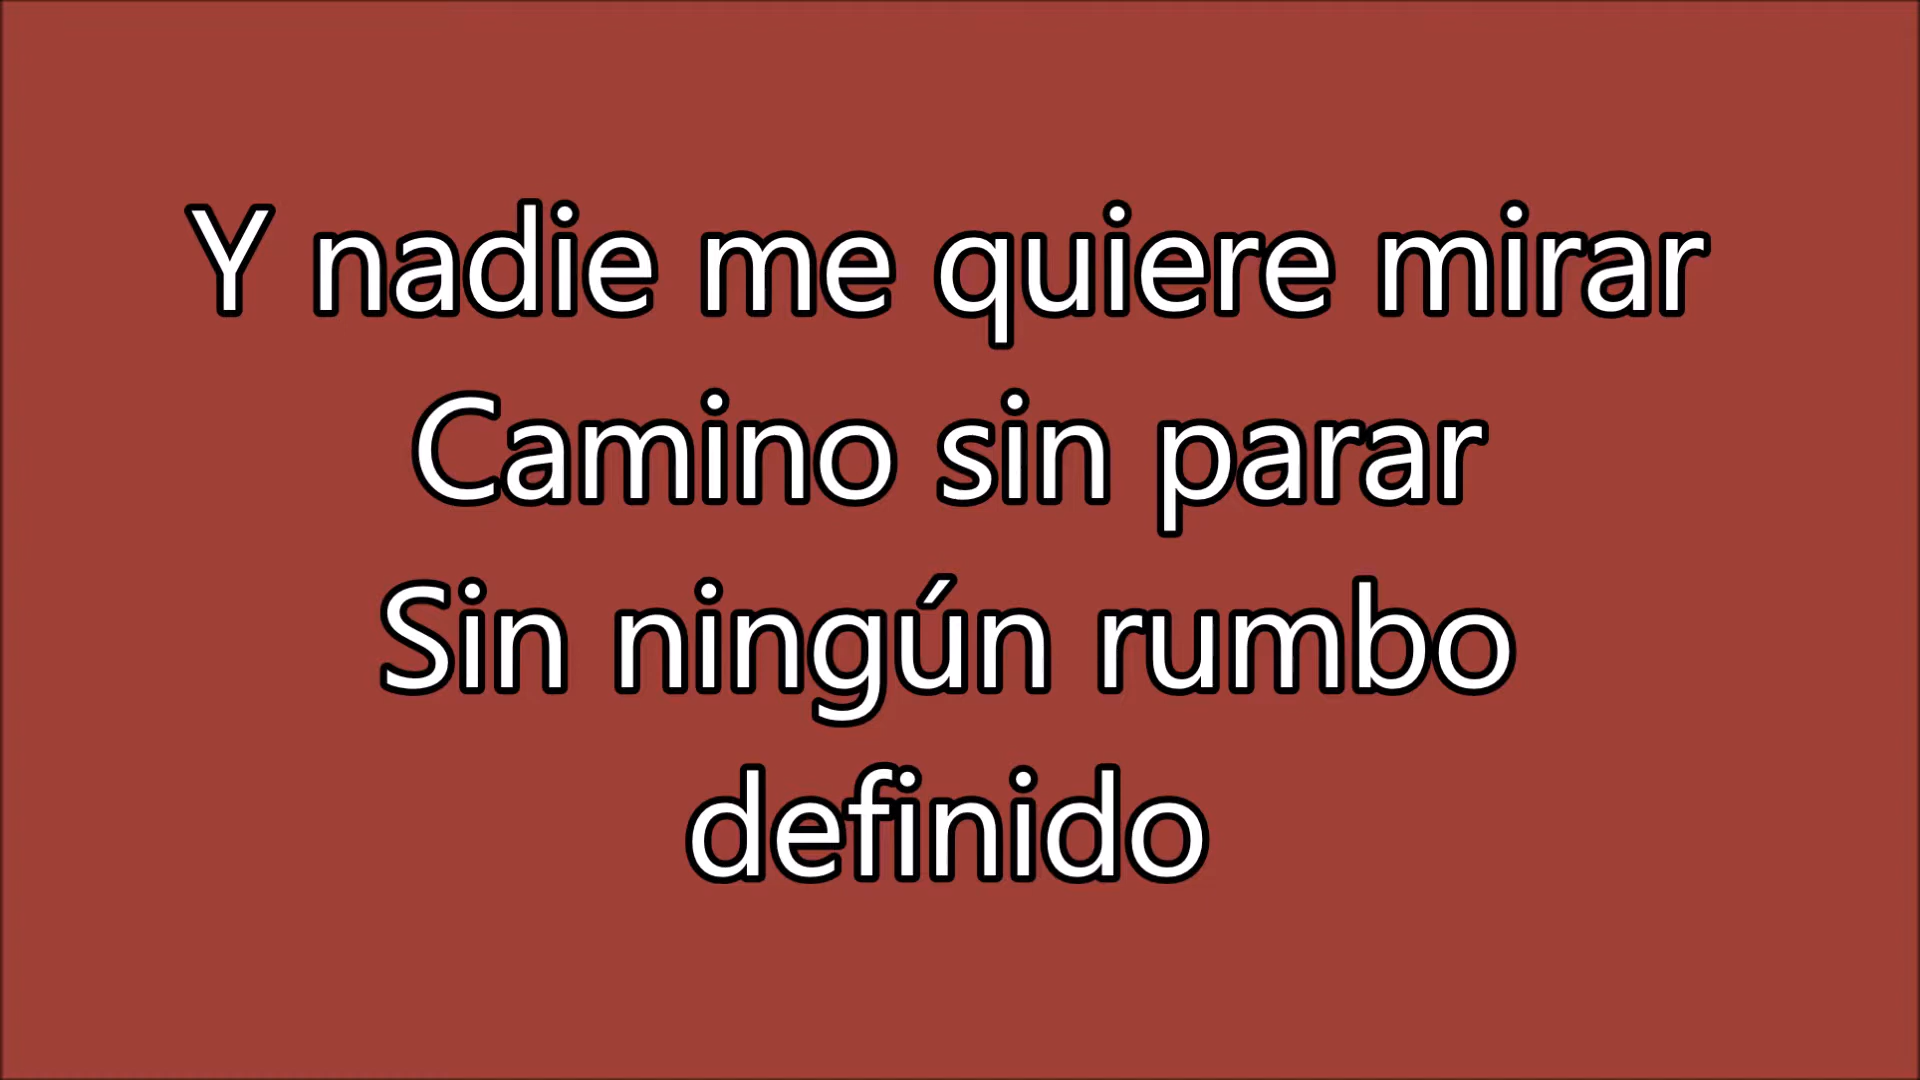 Y nadie me quiere mirar
Camino sin parar
Sin ningún rumbo
definido